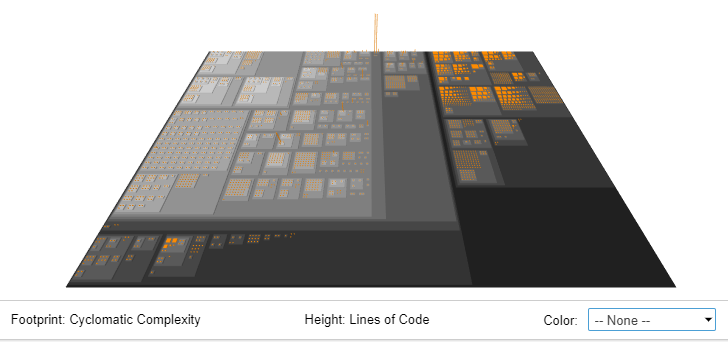 Footprint: Cyclomatic Complexity
Height: Lines of Code
Color:
-- None --